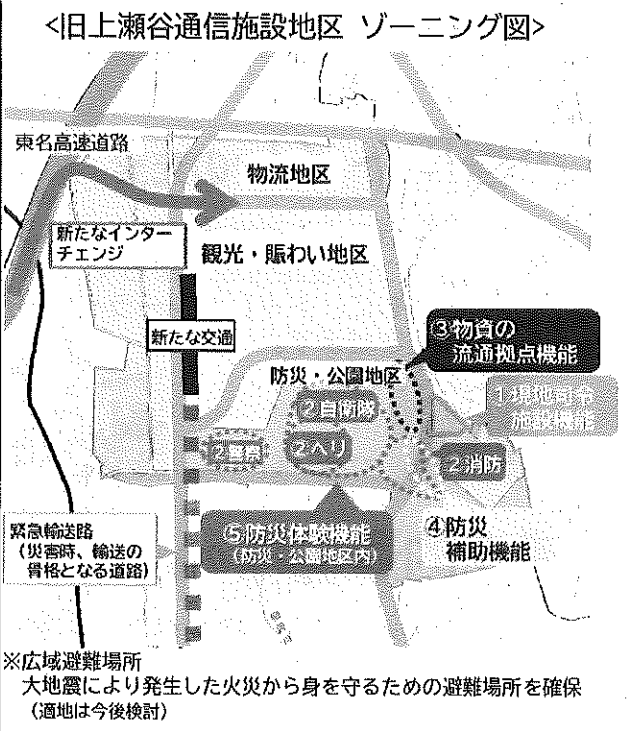 <旧上瀬谷通信施設地区 ゾーニング図>
東名高速道路
物流地区
新たなインター
チェンジ
観光・賑わい地区
新たな交通
③物資の
流通拠点機能
防災・公園地区
①現地司令
施設機能
②自衛隊
②警察
②ヘリ
②消防
緊急輸送路
(災害時、輸送の
骨格となる道路)
⑤防災体験機能
(防災・公園地区内)
④防災
補助機能
※広域避難場所
大地震により発生した火災から身を守るための避難場所を確保
(適地は今後検討)